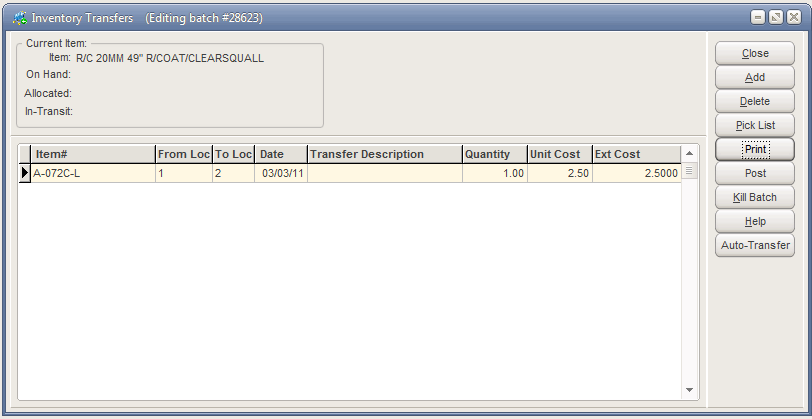 Inventory Transfers (Editing batch #28623)
Current Item:
Item: R/C 20MM 49" R/COAT/CLEARSQUALL
On Hand:
Allocated:
In-Transit:
Item# From Loc To Loc Date Transfer Description Quantity Unit Cost Ext Cost
A-072C-L 1 2 03/03/11 1.00 2.50 2.5000
Close
Add
Delete
Pick List
Print
Post
Kill Batch
Help
Auto-Transfer